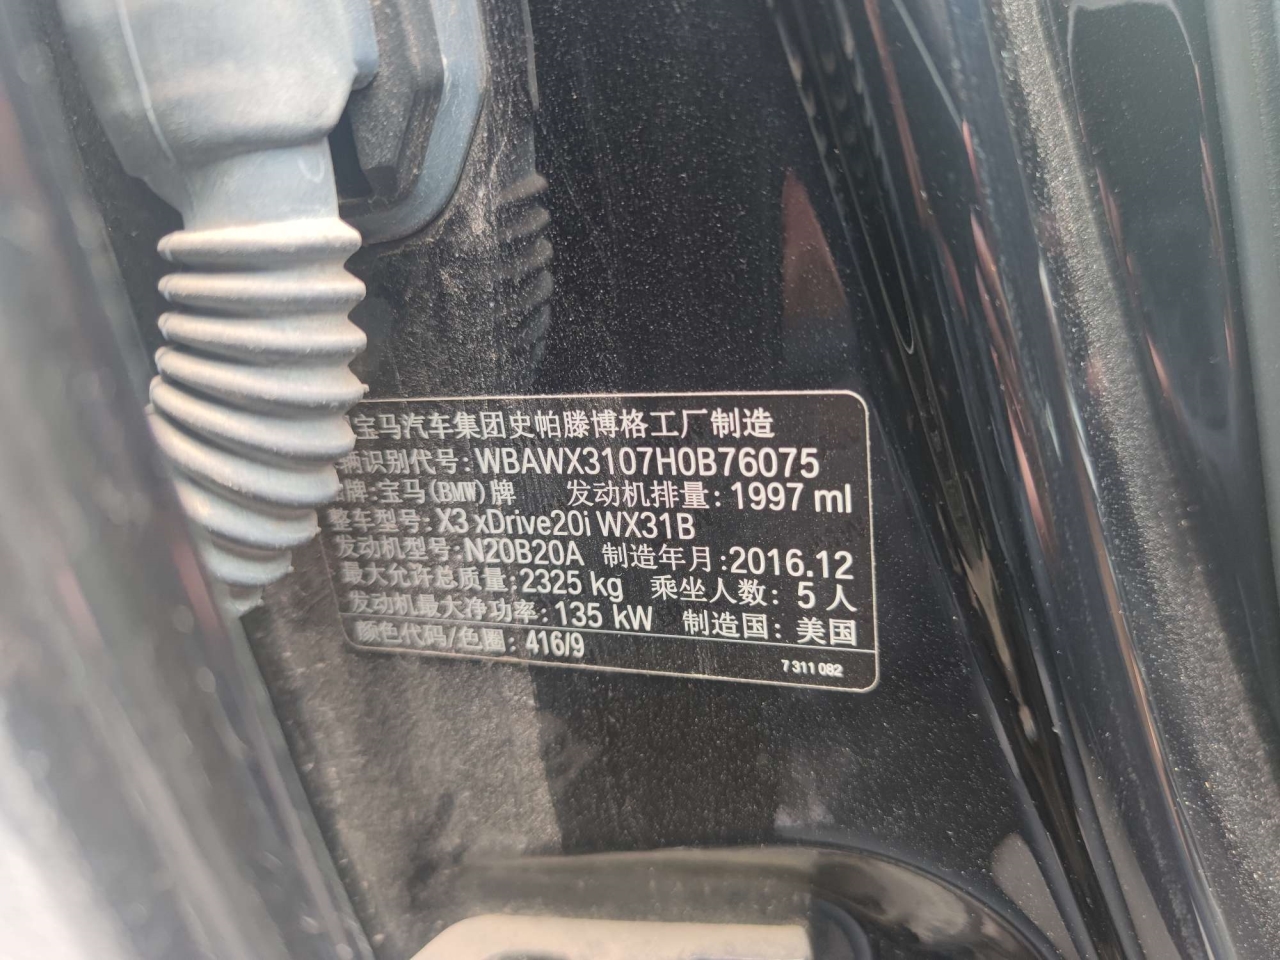 宝马汽车集团史帕滕博格工厂制造
车辆识别代号: WBAWX3107H0B76075
品牌:宝马(BMW)牌 发动机排量: 1997 ml
整车型号: X3 xDrive20i WX31B
发动机型号: N20B20A 制造年月: 2016.12
最大允许总质量: 2325 kg 乘坐人数: 5 人
发动机最大净功率: 135 kW 制造国: 美国
颜色代码/色圈: 416/9
7 311 082